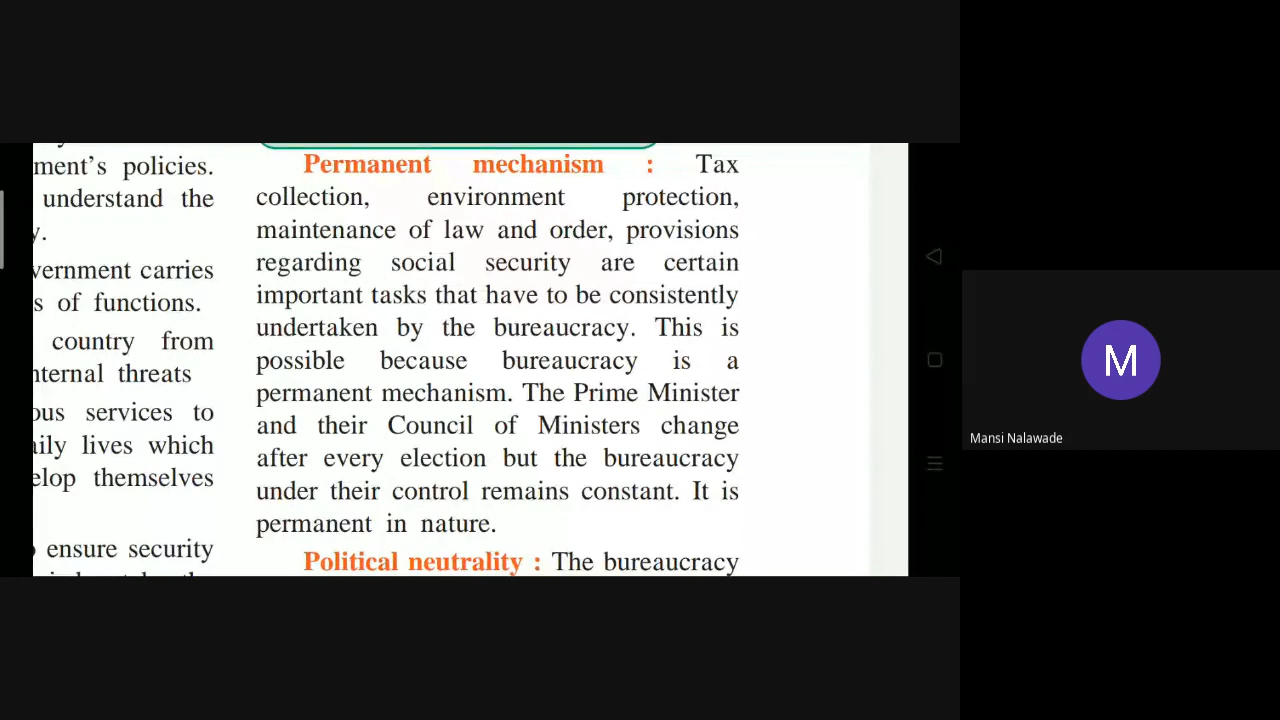 ment's policies.
understand the
y.
vernment carries
s of functions.
country from
nternal threats
ous services to
aily lives which
elop themselves
ensure security
Permanent mechanism : Tax
collection, environment protection,
maintenance of law and order, provisions
regarding social security are certain
important tasks that have to be consistently
undertaken by the bureaucracy. This is
possible because bureaucracy is a
permanent mechanism. The Prime Minister
and their Council of Ministers change
after every election but the bureaucracy
under their control remains constant. It is
permanent in nature.
Political neutrality : The bureaucracy
M
Mansi Nalawade